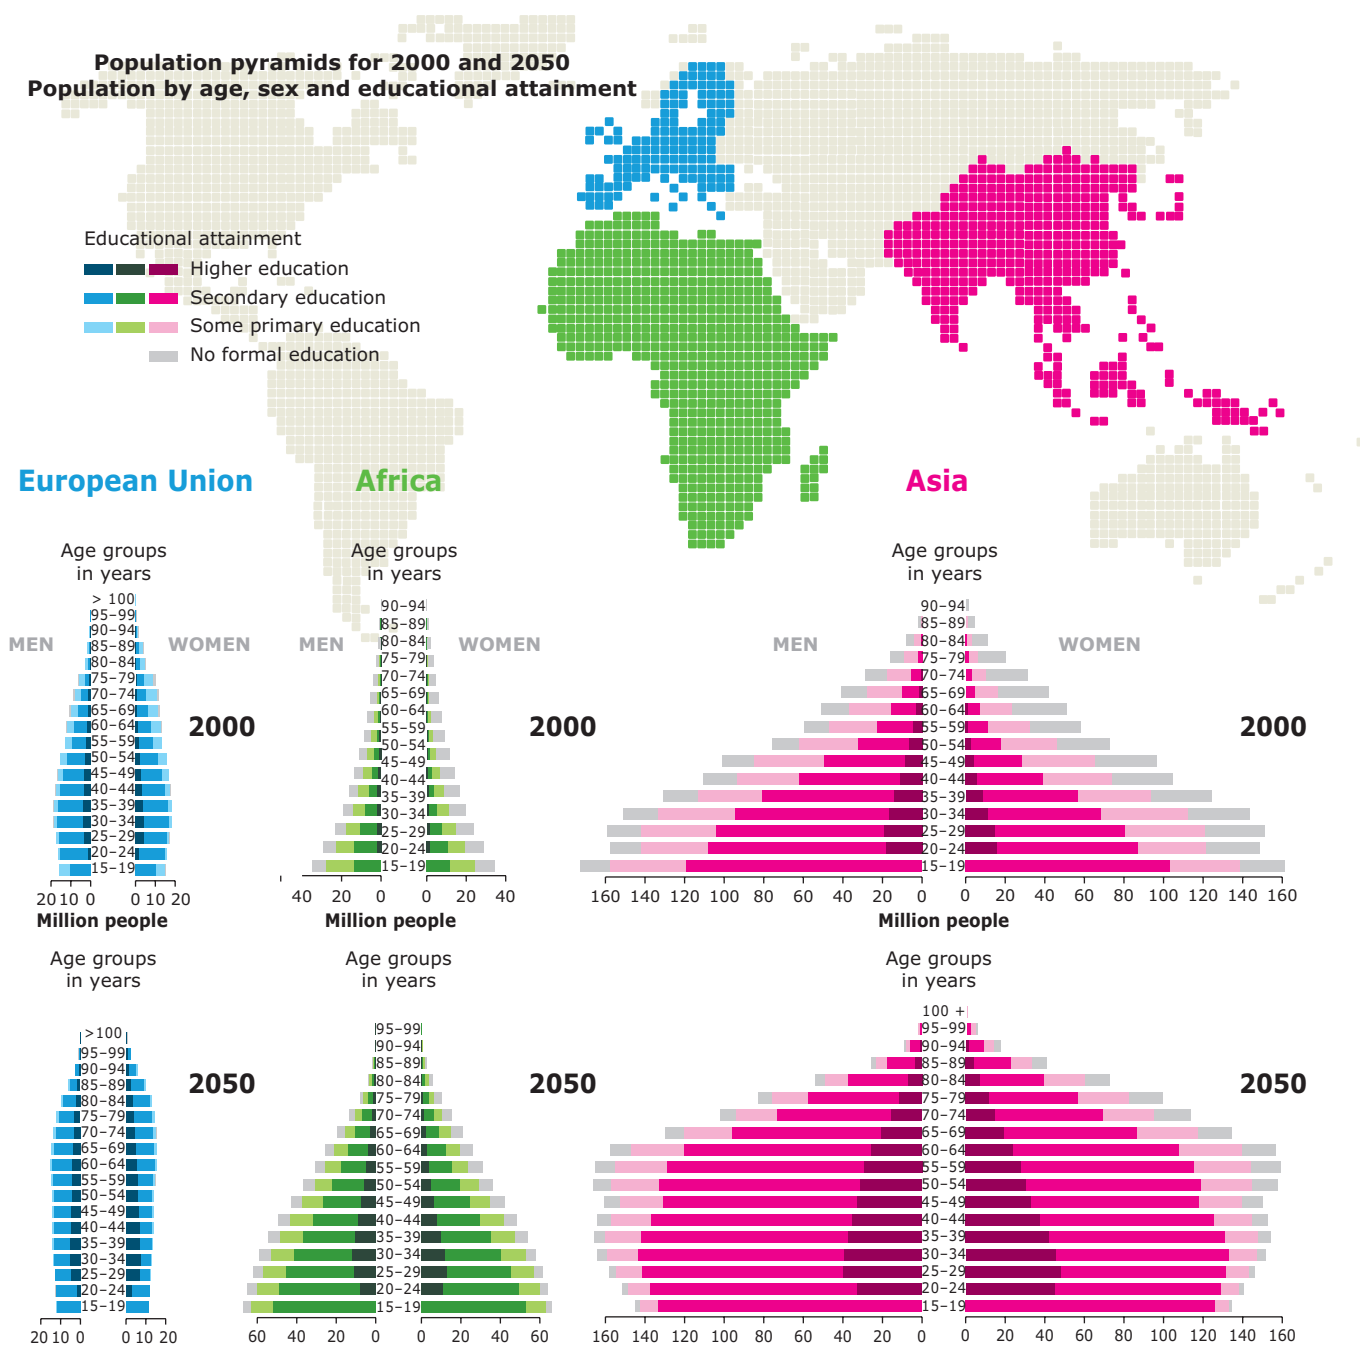 Population pyramids for 2000 and 2050
Population by age, sex and educational attainment
Educational attainment
Higher education
Secondary education
Some primary education
No formal education
European Union
Africa
Asia
Age groups
in years
> 100
95–99
90–94
85–89
80–84
75–79
70–74
65–69
60–64
55–59
50–54
45–49
40–44
35–39
30–34
25–29
20–24
15–19
MEN
WOMEN
2000
20 10 0
0 10 20
Million people
Age groups
in years
90–94
85–89
80–84
75–79
70–74
65–69
60–64
55–59
50–54
45–49
40–44
35–39
30–34
25–29
20–24
15–19
MEN
WOMEN
2000
40 20 0
0 20 40
Million people
Age groups
in years
90–94
85–89
80–84
75–79
70–74
65–69
60–64
55–59
50–54
45–49
40–44
35–39
30–34
25–29
20–24
15–19
MEN
WOMEN
2000
160 140 120 100 80 60 40 20 0
0 20 40 60 80 100 120 140 160
Million people
Age groups
in years
>100
95–99
90–94
85–89
80–84
75–79
70–74
65–69
60–64
55–59
50–54
45–49
40–44
35–39
30–34
25–29
20–24
15–19
2050
20 10 0
0 10 20
Age groups
in years
95–99
90–94
85–89
80–84
75–79
70–74
65–69
60–64
55–59
50–54
45–49
40–44
35–39
30–34
25–29
20–24
15–19
2050
60 40 20 0
0 20 40 60
Age groups
in years
100 +
95–99
90–94
85–89
80–84
75–79
70–74
65–69
60–64
55–59
50–54
45–49
40–44
35–39
30–34
25–29
20–24
15–19
2050
160 140 120 100 80 60 40 20 0
0 20 40 60 80 100 120 140 160